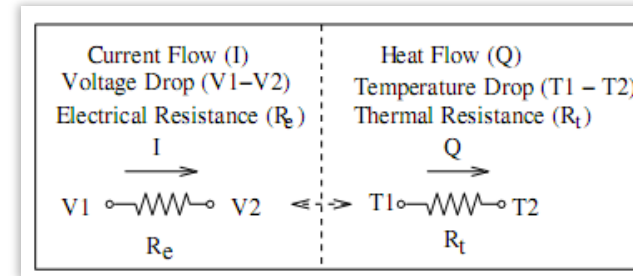 Current Flow (I)
Voltage Drop (V1–V2)
Electrical Resistance (Re)
I
V1
V2
Re
Heat Flow (Q)
Temperature Drop (T1 – T2)
Thermal Resistance (Rt)
Q
T1
T2
Rt